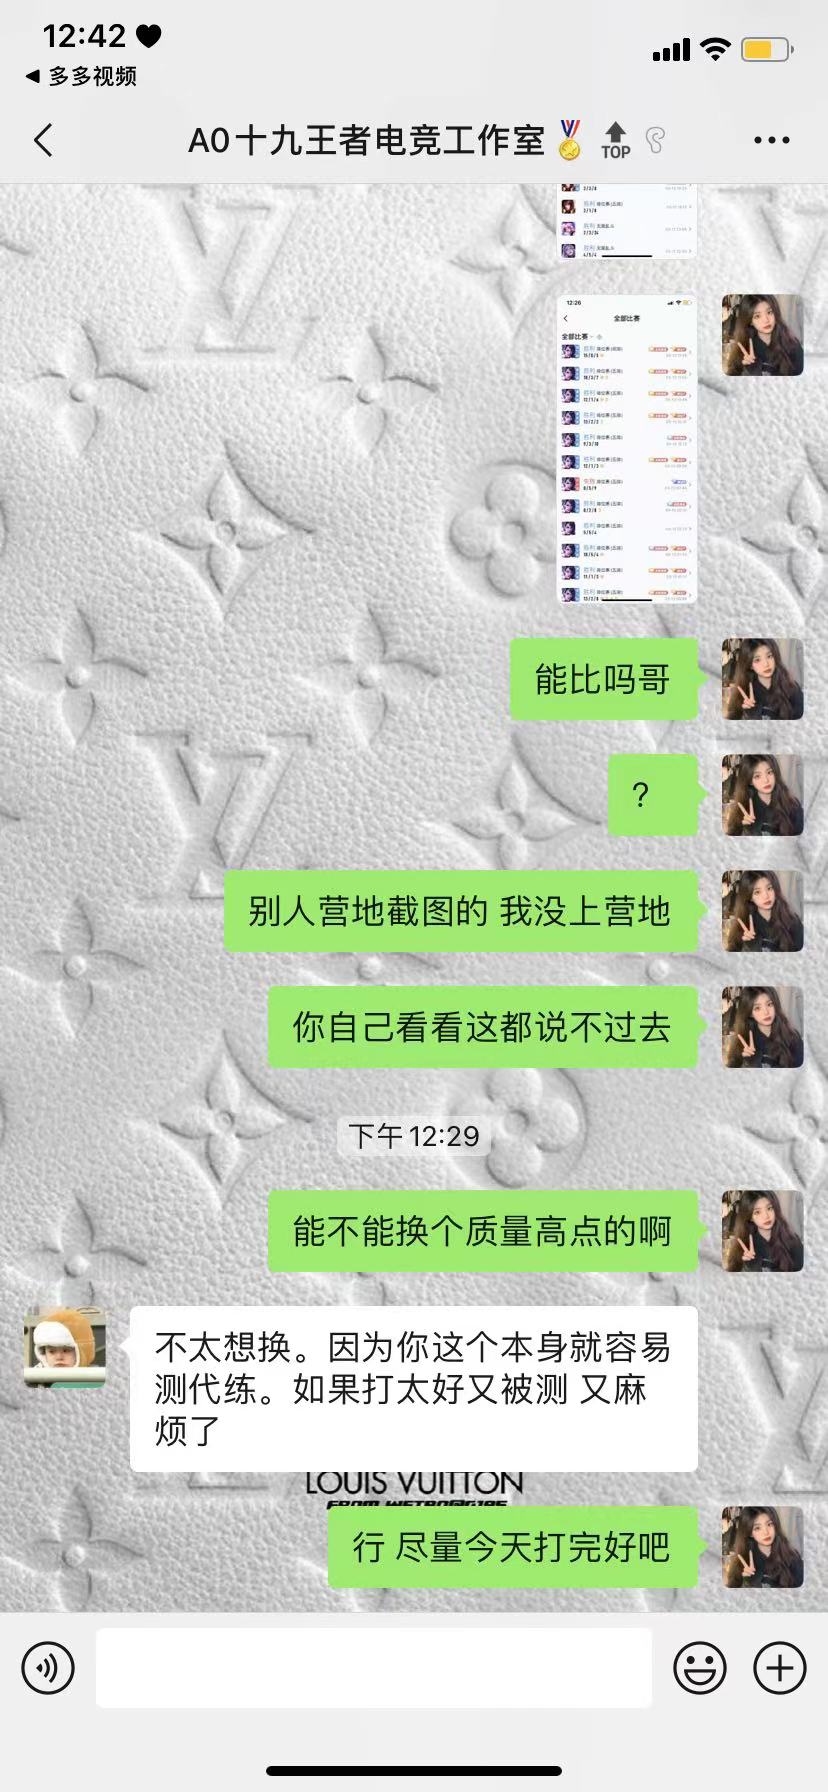 12:42
多多视频
A0十九王者电竞工作室
TOP
12:26
全部比赛
全部比赛
能比吗哥
?
别人营地截图的 我没上营地
你自己看看这都说不过去
下午 12:29
能不能换个质量高点的啊
不太想换。因为你这个本身就容易
测代练。如果打太好又被测 又麻
烦了
LOUIS VUITTON
行 尽量今天打完好吧